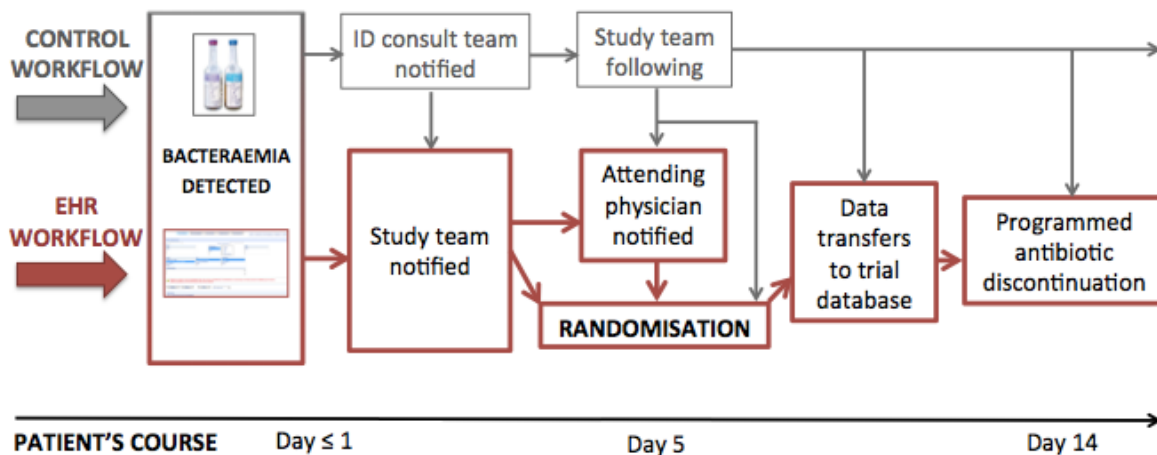 CONTROL
WORKFLOW
EHR
WORKFLOW
BACTERAEMIA
DETECTED
ID consult team
notified
Study team
following
Study team
notified
Attending
physician
notified
RANDOMISATION
Data
transfers
to trial
database
Programmed
antibiotic
discontinuation
PATIENT'S COURSE Day ≤ 1 Day 5 Day 14